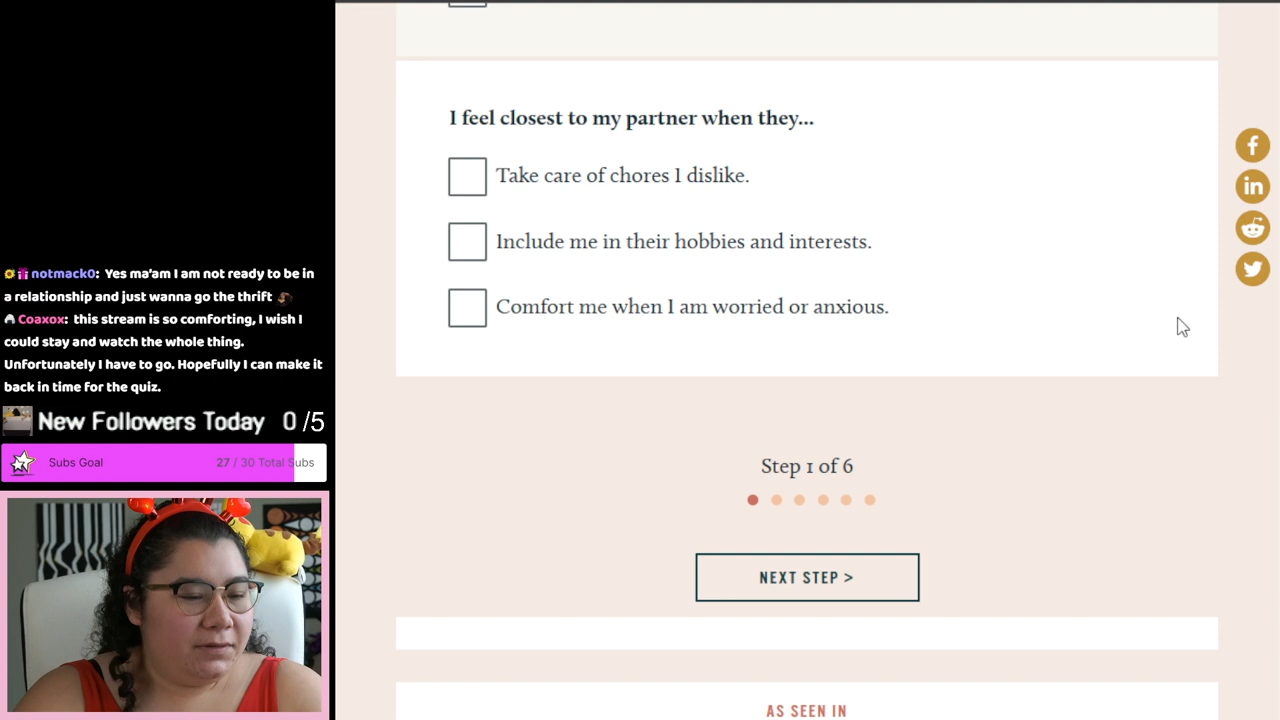 notmack0: Yes ma'am I am not ready to be in
a relationship and just wanna go the thrift
Coaxox: this stream is so comforting, I wish I
could stay and watch the whole thing.
Unfortunately I have to go. Hopefully I can make it
back in time for the quiz.
New Followers Today 0 /5
Subs Goal 27 / 30 Total Subs
I feel closest to my partner when they...
Take care of chores I dislike.
Include me in their hobbies and interests.
Comfort me when I am worried or anxious.
Step 1 of 6
NEXT STEP >
AS SEEN IN